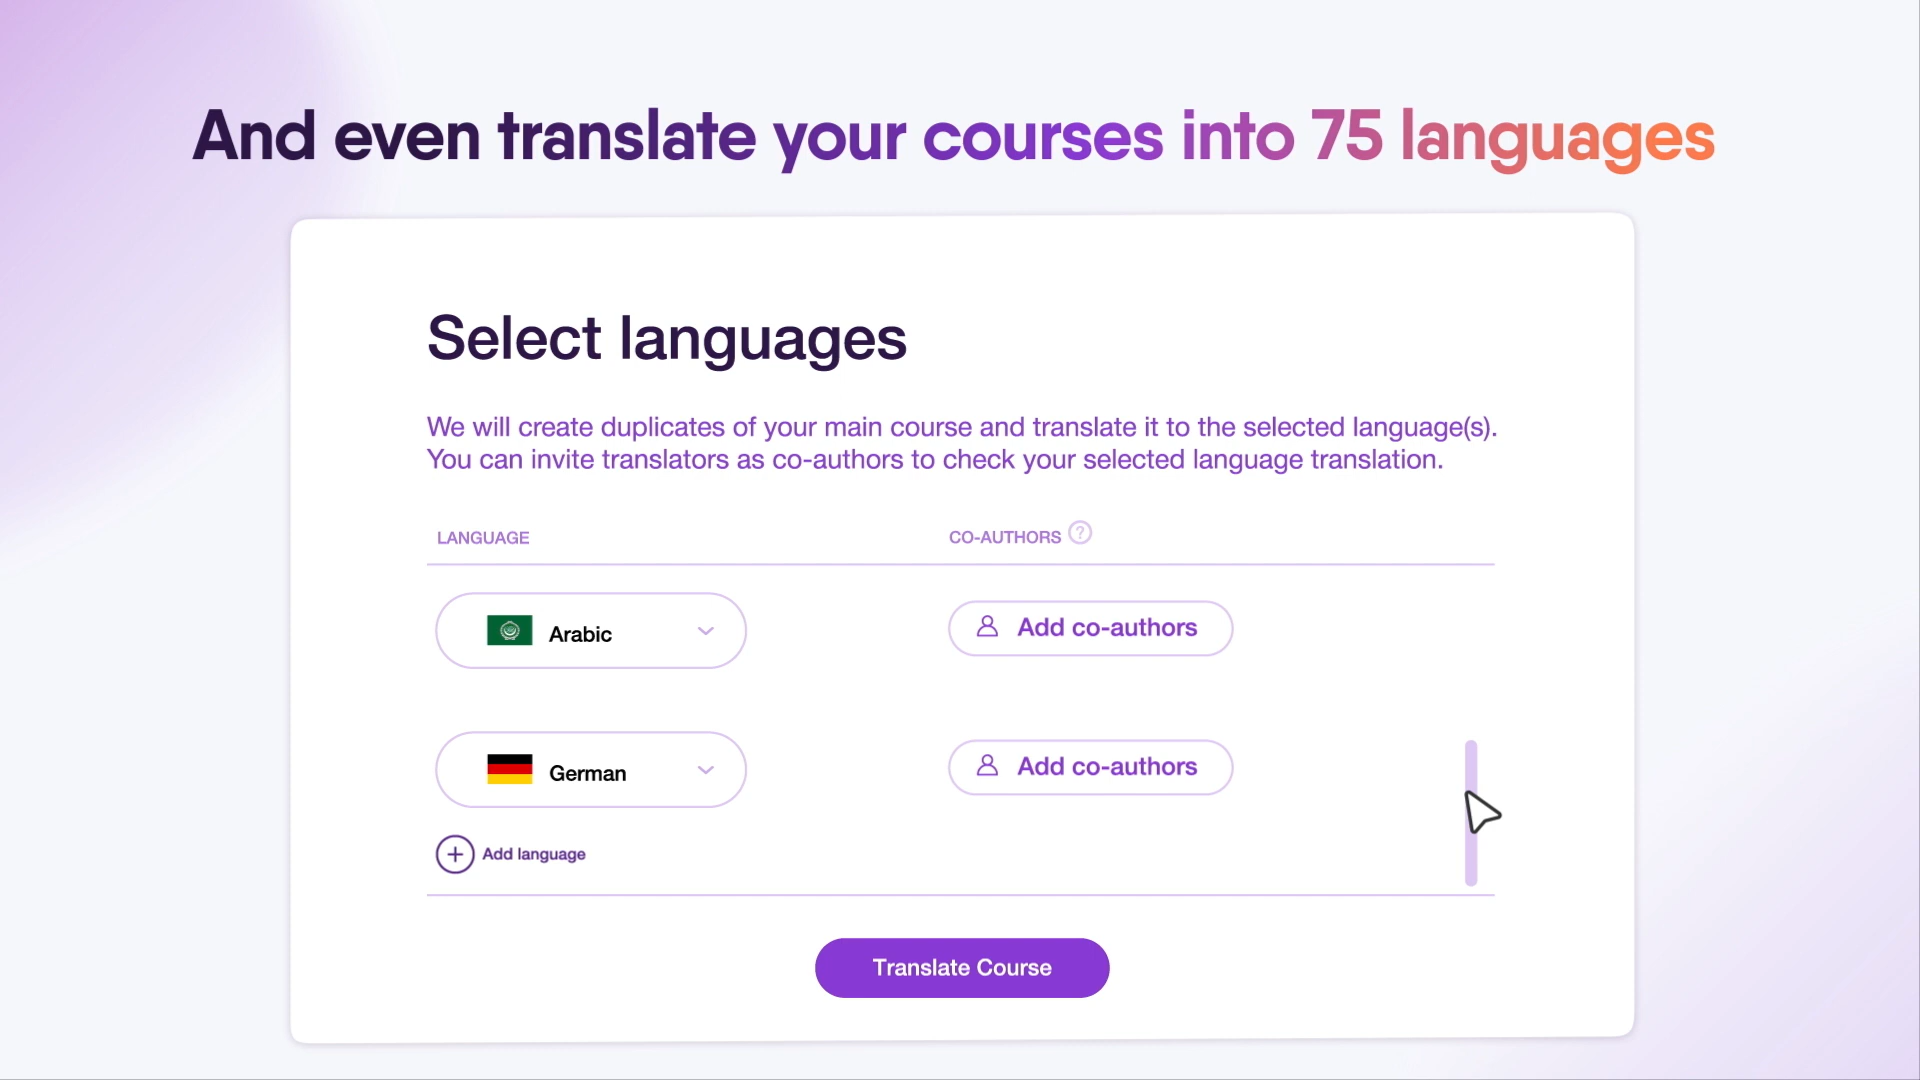 And even translate your courses into 75 languages
Select languages
We will create duplicates of your main course and translate it to the selected language(s).
You can invite translators as co-authors to check your selected language translation.
LANGUAGE
CO-AUTHORS ?
Arabic
Add co-authors
German
Add co-authors
Add language
Translate Course